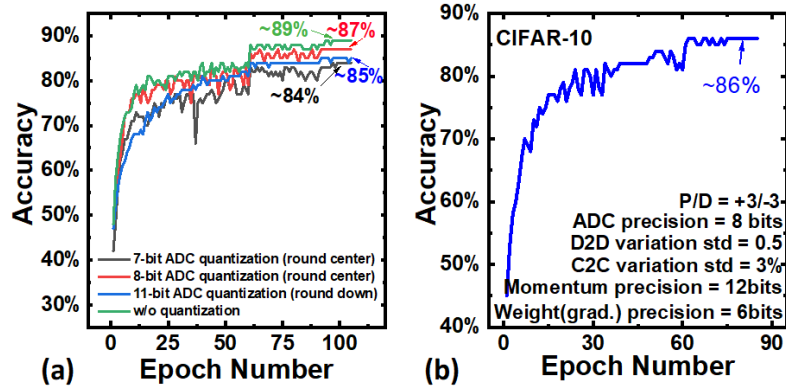 90%
80%
70%
60%
50%
40%
30%
Accuracy
~89%
~87%
~85%
~84%
7-bit ADC quantization (round center)
8-bit ADC quantization (round center)
11-bit ADC quantization (round down)
w/o quantization
0 25 50 75 100
(a) Epoch Number
90%
80%
70%
60%
50%
40%
Accuracy
CIFAR-10
~86%
P/D = +3/-3
ADC precision = 8 bits
D2D variation std = 0.5
C2C variation std = 3%
Momentum precision = 12bits
Weight(grad.) precision = 6bits
0 30 60 90
(b) Epoch Number